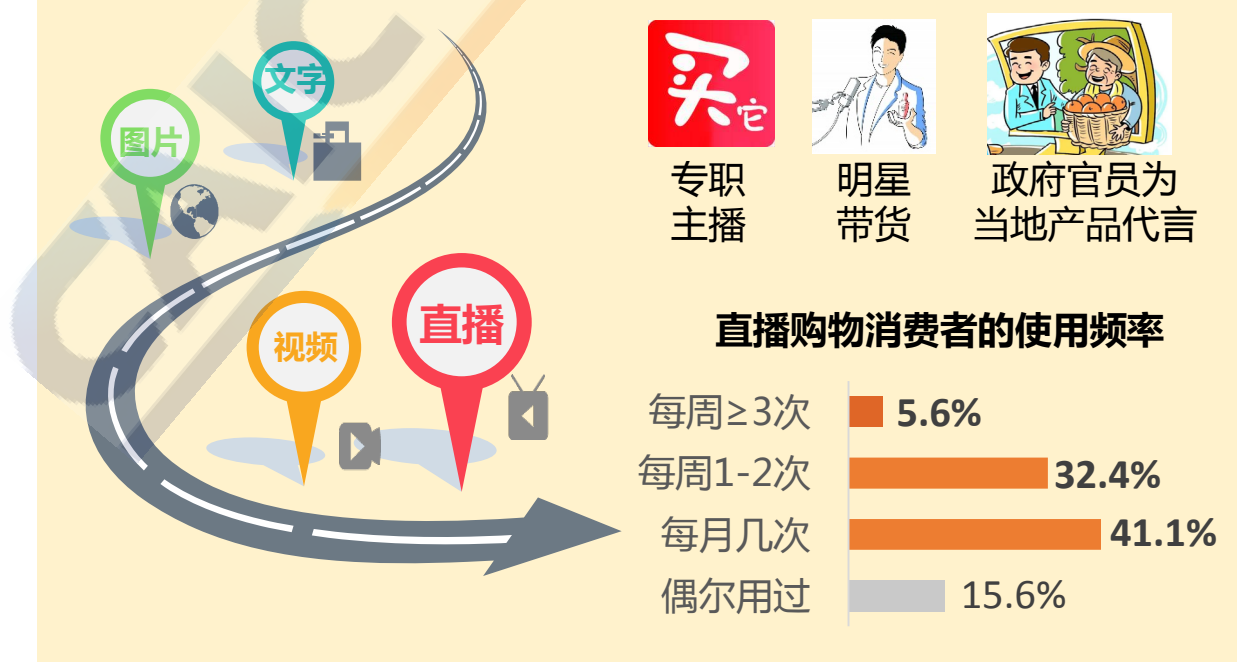 文字
图片
视频
直播
买它
专职
主播
明星
带货
政府官员为
当地产品代言
直播购物消费者的使用频率
每周≥3次 5.6%
每周1-2次 32.4%
每月几次 41.1%
偶尔用过 15.6%